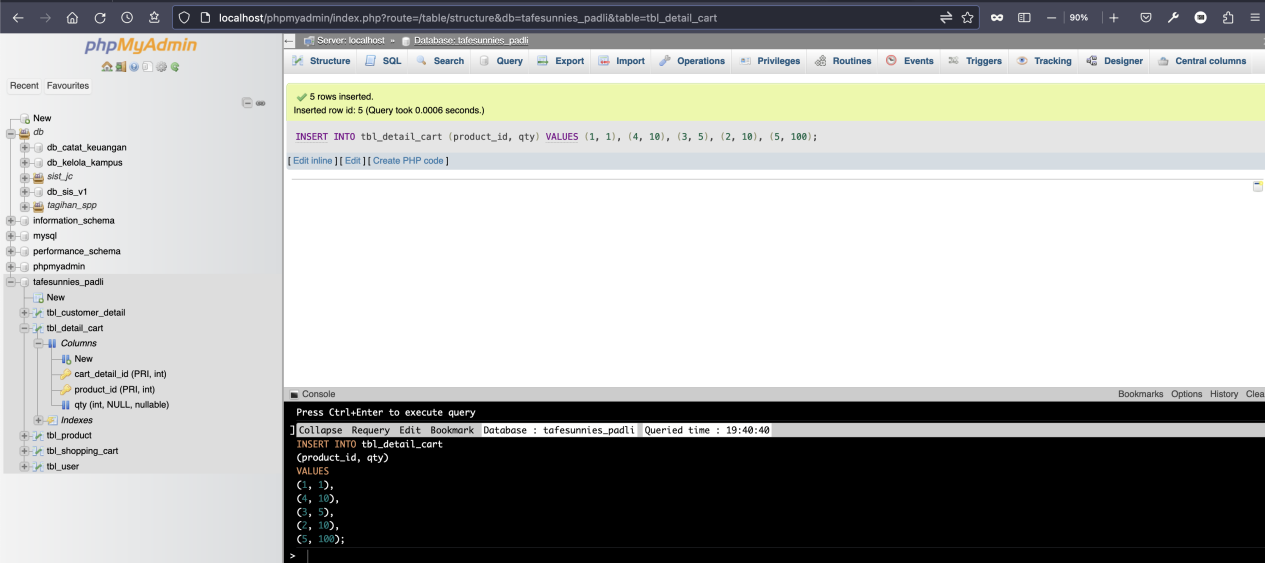 localhost/phpmyadmin/index.php?route=/table/structure&db=tafesunnies_padli&table=tbl_detail_cart
90%
phpMyAdmin
Recent Favourites
New
db
db_catat_keuangan
db_kelola_kampus
sist_jc
db_sis_v1
tagihan_spp
information_schema
mysql
performance_schema
phpmyadmin
tafesunnies_padli
New
tbl_customer_detail
tbl_detail_cart
Columns
New
cart_detail_id (PRI, int)
product_id (PRI, int)
qty (int, NULL, nullable)
Indexes
tbl_product
tbl_shopping_cart
tbl_user
Server: localhost » Database: tafesunnies_padli
Structure SQL Search Query Export Import Operations Privileges Routines Events Triggers Tracking Designer Central columns
5 rows inserted.
Inserted row id: 5 (Query took 0.0006 seconds.)
INSERT INTO tbl_detail_cart (product_id, qty) VALUES (1, 1), (4, 10), (3, 5), (2, 10), (5, 100);
[ Edit inline ] [ Edit ] [ Create PHP code ]
Console Bookmarks Options History Clea
Press Ctrl+Enter to execute query
] Collapse Requery Edit Bookmark Database : tafesunnies_padli Queried time : 19:40:40
INSERT INTO tbl_detail_cart
(product_id, qty)
VALUES
(1, 1),
(4, 10),
(3, 5),
(2, 10),
(5, 100);
>